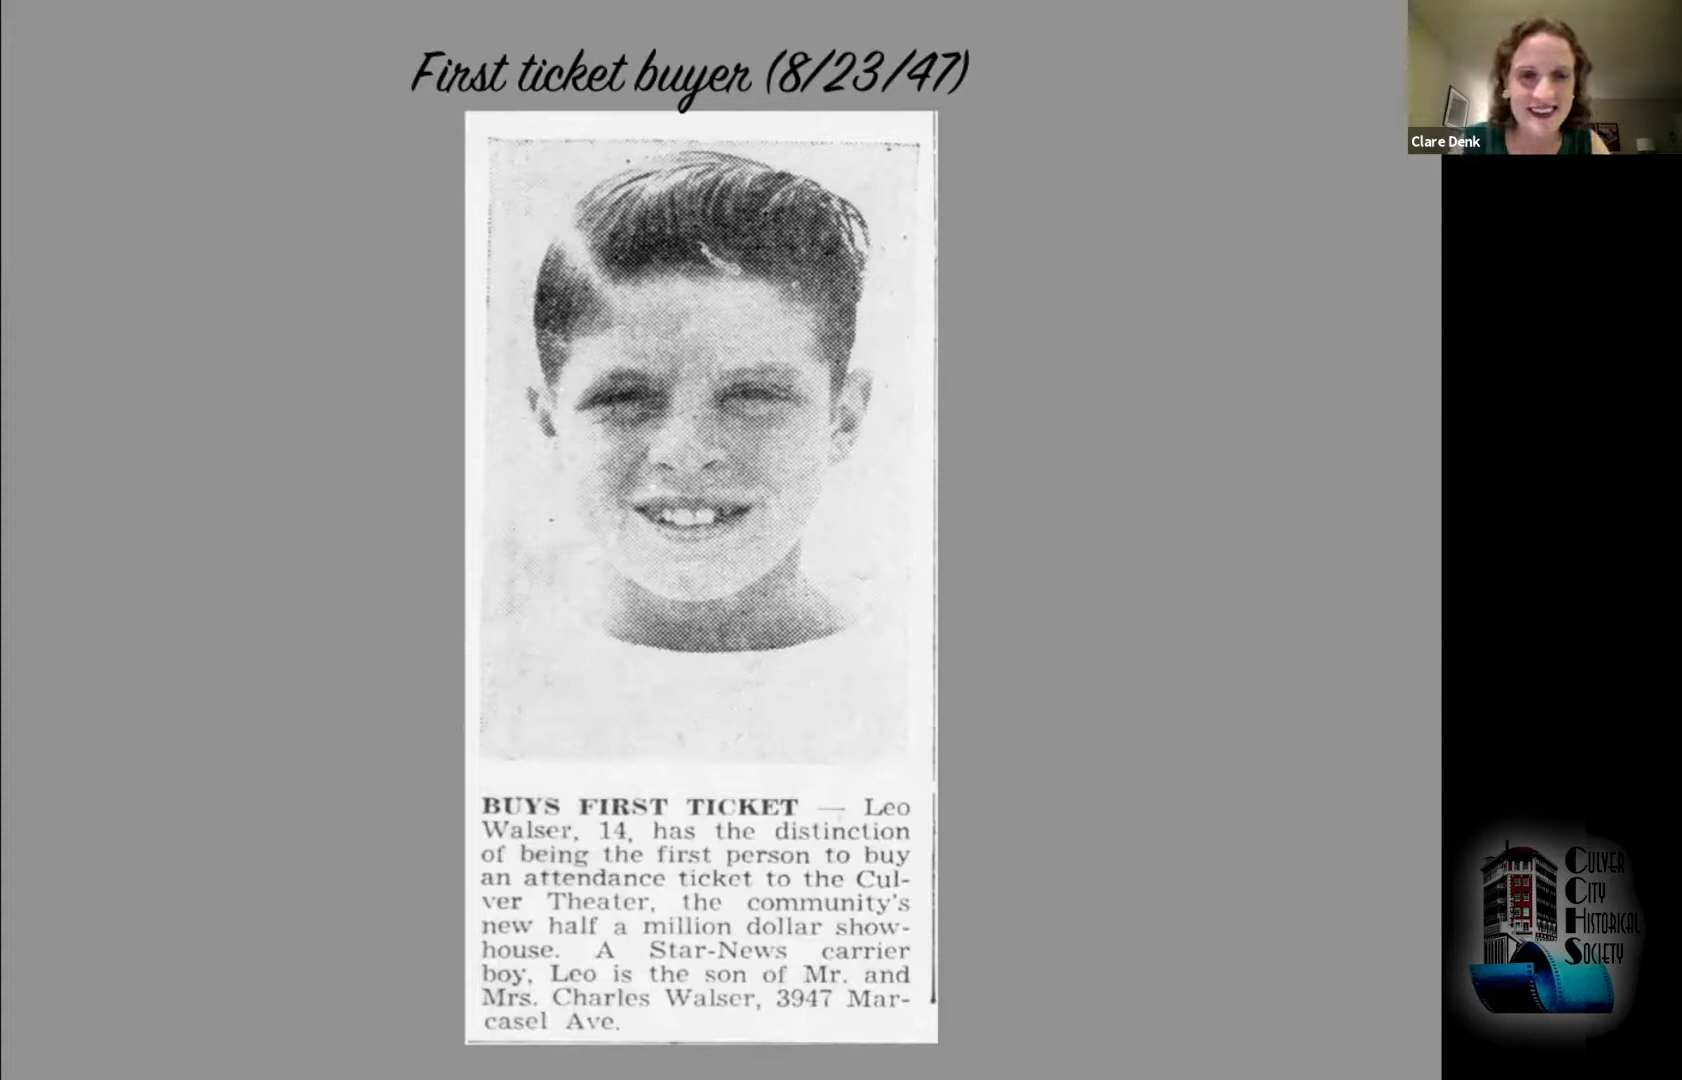 First ticket buyer (8/23/47)
Clare Denk
BUYS FIRST TICKET — Leo
Walser, 14, has the distinction
of being the first person to buy
an attendance ticket to the Cul-
ver Theater, the community's
new half a million dollar show-
house. A Star-News carrier
boy, Leo is the son of Mr. and
Mrs. Charles Walser, 3947 Mar-
casel Ave.
CULVER
CITY
HISTORICAL
SOCIETY